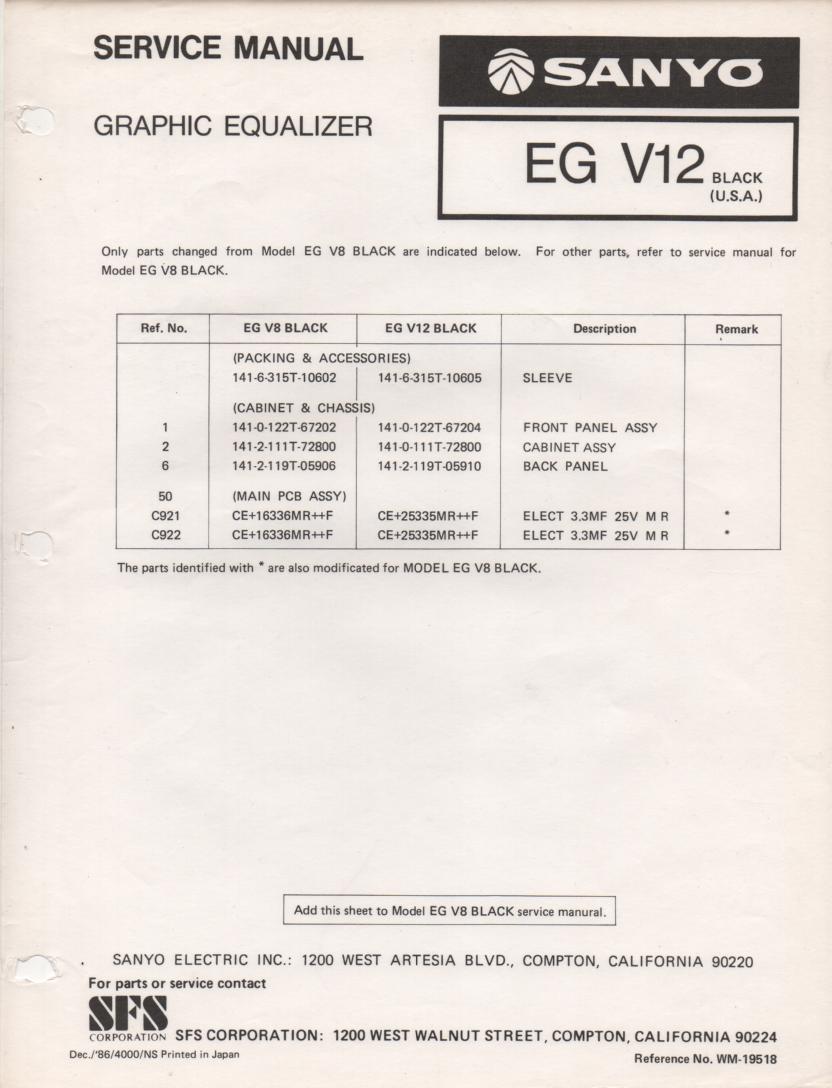 SERVICE MANUAL
SANYO
GRAPHIC EQUALIZER
EG V12 BLACK
(U.S.A.)
Only parts changed from Model EG V8 BLACK are indicated below. For other parts, refer to service manual for
Model EG V8 BLACK.
Ref. No. EG V8 BLACK EG V12 BLACK Description Remark
(PACKING & ACCESSORIES)
141-6-315T-10602 141-6-315T-10605 SLEEVE
(CABINET & CHASSIS)
1 141-0-122T-67202 141-0-122T-67204 FRONT PANEL ASSY
2 141-2-111T-72800 141-0-111T-72800 CABINET ASSY
6 141-2-119T-05906 141-2-119T-05910 BACK PANEL
50 (MAIN PCB ASSY)
C921 CE+16336MR++F CE+25335MR++F ELECT 3.3MF 25V M R *
C922 CE+16336MR++F CE+25335MR++F ELECT 3.3MF 25V M R *
The parts identified with * are also modificated for MODEL EG V8 BLACK.
Add this sheet to Model EG V8 BLACK service manural.
SANYO ELECTRIC INC.: 1200 WEST ARTESIA BLVD., COMPTON, CALIFORNIA 90220
For parts or service contact
SFS
CORPORATION SFS CORPORATION: 1200 WEST WALNUT STREET, COMPTON, CALIFORNIA 90224
Dec./'86/4000/NS Printed in Japan
Reference No. WM-19518